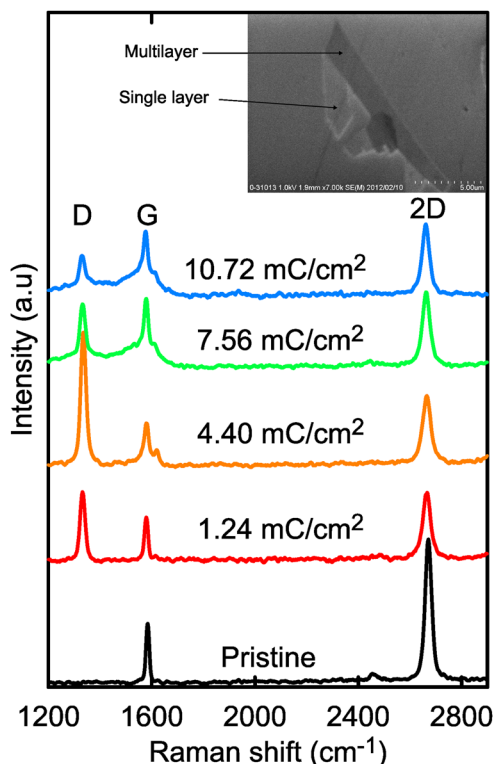 Multilayer
Single layer
0-31013 1.0kV 1.9mm x7.00k SE(M) 2012/02/10 5.00um
D G 2D
10.72 mC/cm²
7.56 mC/cm²
4.40 mC/cm²
1.24 mC/cm²
Pristine
Intensity (a.u)
1200 1600 2000 2400 2800
Raman shift (cm⁻¹)